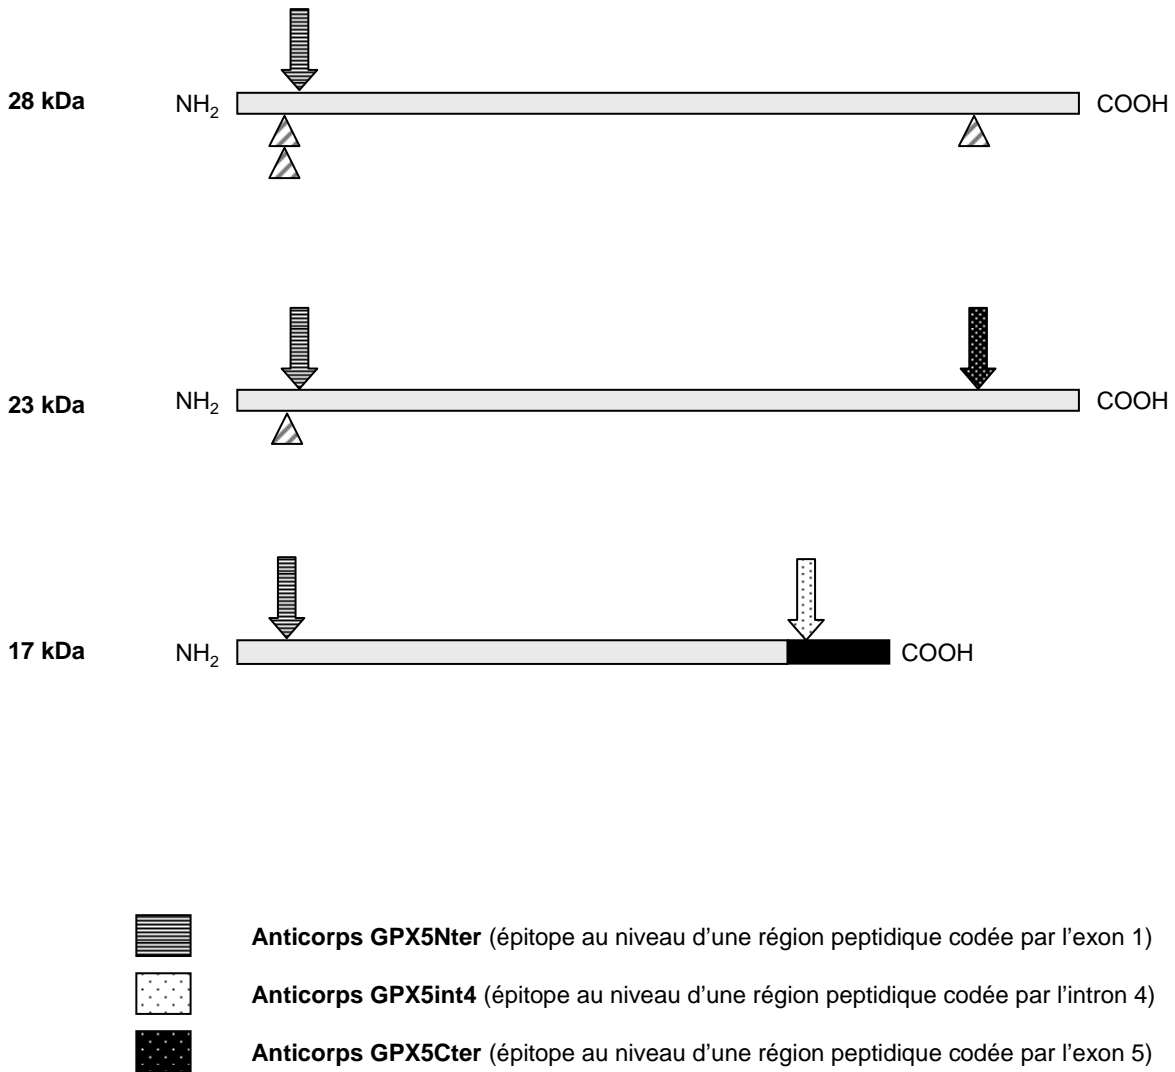 28 kDa NH2 COOH
23 kDa NH2 COOH
17 kDa NH2 COOH
Anticorps GPX5Nter (épitope au niveau d'une région peptidique codée par l'exon 1)
Anticorps GPX5int4 (épitope au niveau d'une région peptidique codée par l'intron 4)
Anticorps GPX5Cter (épitope au niveau d'une région peptidique codée par l'exon 5)